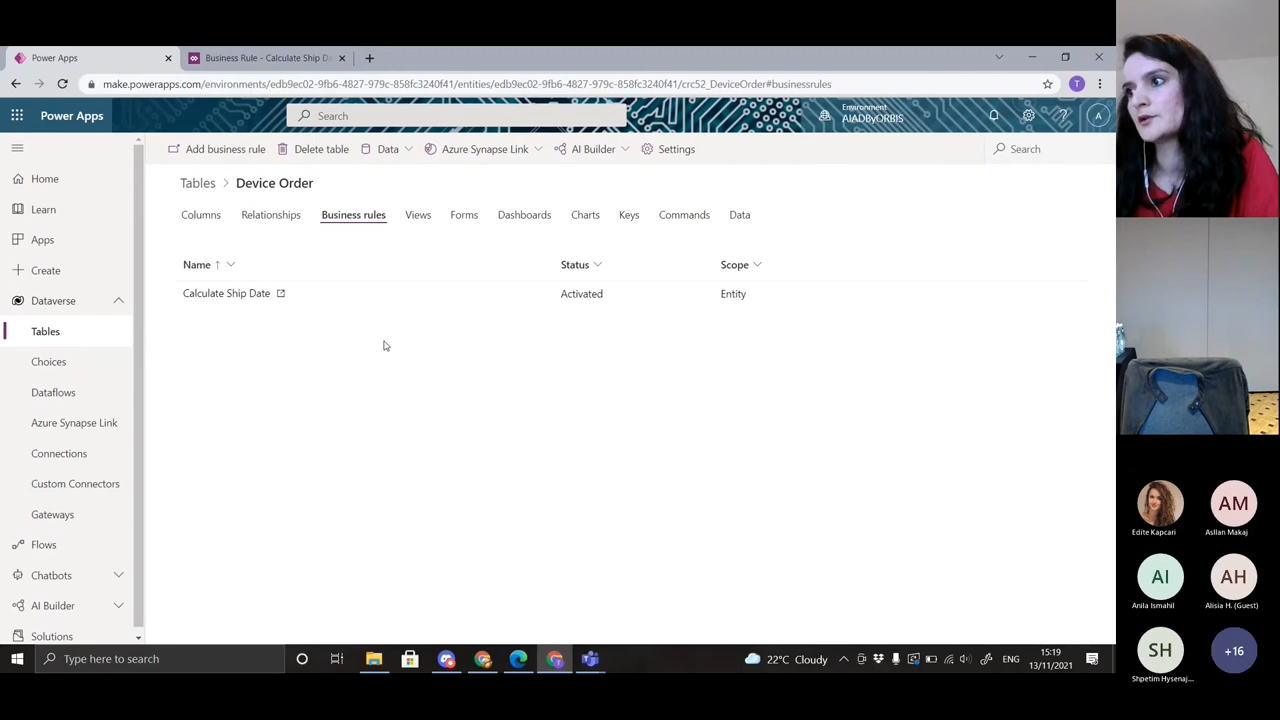 Power Apps
Business Rule - Calculate Ship D
make.powerapps.com/environments/edb9ec02-9fb6-4827-979c-858fc3240f41/entities/edb9ec02-9fb6-4827-979c-858fc3240f41/crc52_DeviceOrder#businessrules
T
Power Apps
Search
Environment
AIADByORBIS
A
Add business rule
Delete table
Data
Azure Synapse Link
AI Builder
Settings
Search
Home
Learn
Apps
Create
Dataverse
Tables
Choices
Dataflows
Azure Synapse Link
Connections
Custom Connectors
Gateways
Flows
Chatbots
AI Builder
Solutions
Tables > Device Order
Columns
Relationships
Business rules
Views
Forms
Dashboards
Charts
Keys
Commands
Data
Name ↑
Status
Scope
Calculate Ship Date
Activated
Entity
AM
Edite Kapcari
Asllan Makaj
AI
AH
Anila Ismahil
Alisia H. (Guest)
SH
+16
Shpetim Hysenaj...
Type here to search
22°C Cloudy
ENG
15:19
13/11/2021